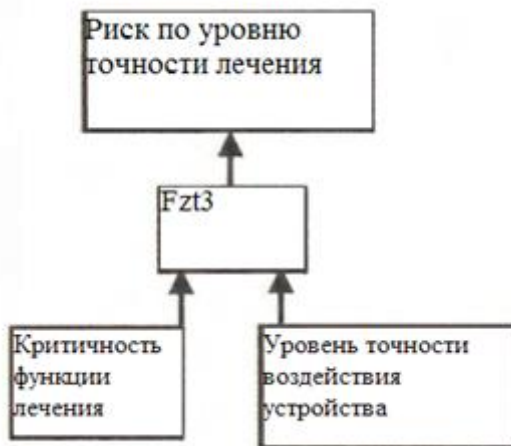 Риск по уровню
точности лечения
Fzt3
Критичность
функции
лечения
Уровень точности
воздействия
устройства